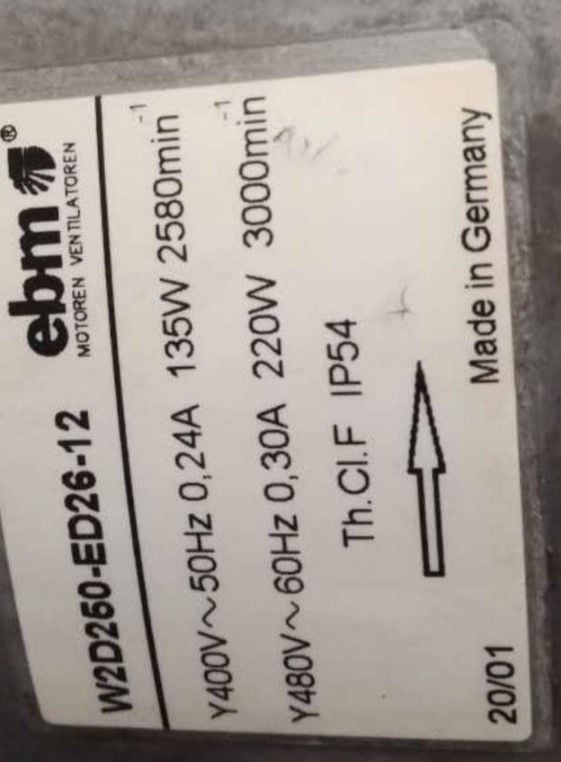 W2D250-ED26-12 ebm®
MOTOREN VENTILATOREN
Y400V~50Hz 0,24A 135W 2580min⁻¹
Y480V~60Hz 0,30A 220W 3000min⁻¹
Th.Cl.F IP54
20/01 Made in Germany